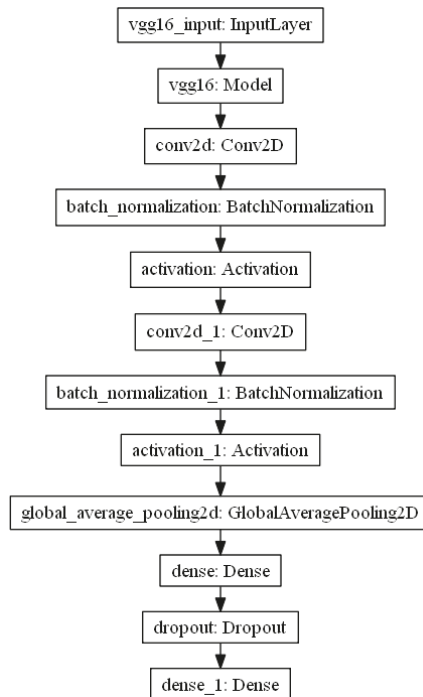 vgg16_input: InputLayer
vgg16: Model
conv2d: Conv2D
batch_normalization: BatchNormalization
activation: Activation
conv2d_1: Conv2D
batch_normalization_1: BatchNormalization
activation_1: Activation
global_average_pooling2d: GlobalAveragePooling2D
dense: Dense
dropout: Dropout
dense_1: Dense